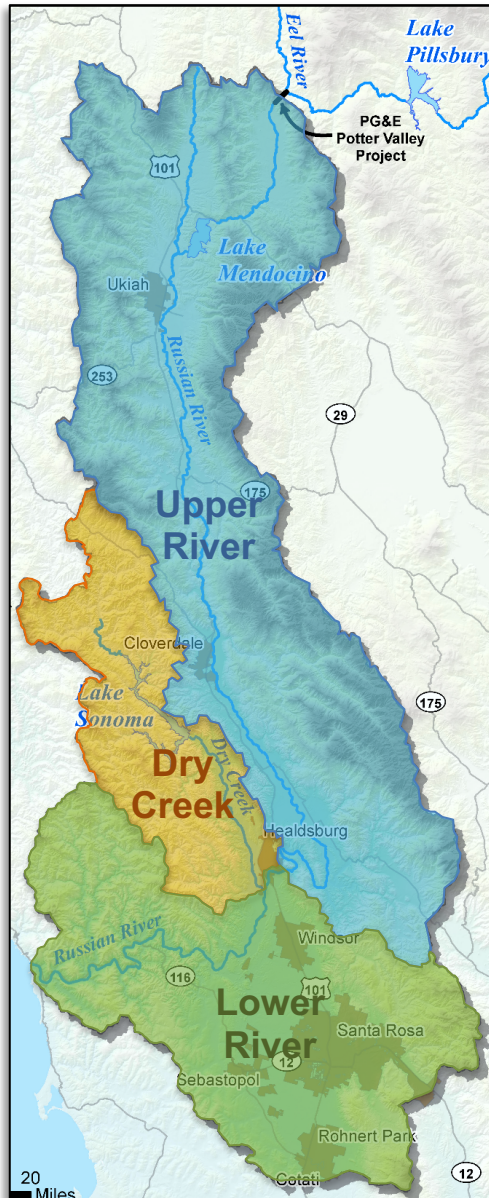 Eel River
Lake
Pillsbury
PG&E
Potter Valley
Project
101
Lake
Mendocino
Ukiah
Russian River
253
29
175
Upper
River
Cloverdale
175
Lake
Sonoma
Dry Creek
Dry
Creek
Healdsburg
Russian River
Windsor
116
101
Lower
River
Santa Rosa
12
Sebastopol
Rohnert Park
Cotati
12
20
Miles